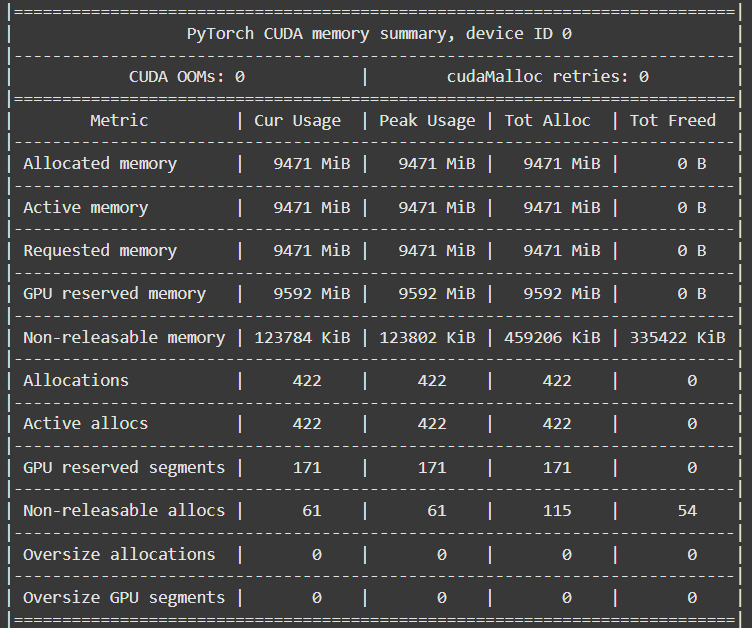 |===========================================================================|
|                  PyTorch CUDA memory summary, device ID 0                 |
|---------------------------------------------------------------------------|
|            CUDA OOMs: 0            |        cudaMalloc retries: 0         |
|===========================================================================|
|        Metric         | Cur Usage  | Peak Usage | Tot Alloc  | Tot Freed  |
|---------------------------------------------------------------------------|
| Allocated memory      |   9471 MiB |   9471 MiB |   9471 MiB |      0 B   |
|---------------------------------------------------------------------------|
| Active memory         |   9471 MiB |   9471 MiB |   9471 MiB |      0 B   |
|---------------------------------------------------------------------------|
| Requested memory      |   9471 MiB |   9471 MiB |   9471 MiB |      0 B   |
|---------------------------------------------------------------------------|
| GPU reserved memory   |   9592 MiB |   9592 MiB |   9592 MiB |      0 B   |
|---------------------------------------------------------------------------|
| Non-releasable memory | 123784 KiB | 123802 KiB | 459206 KiB | 335422 KiB |
|---------------------------------------------------------------------------|
| Allocations           |     422    |     422    |     422    |       0    |
|---------------------------------------------------------------------------|
| Active allocs         |     422    |     422    |     422    |       0    |
|---------------------------------------------------------------------------|
| GPU reserved segments |     171    |     171    |     171    |       0    |
|---------------------------------------------------------------------------|
| Non-releasable allocs |      61    |      61    |     115    |      54    |
|---------------------------------------------------------------------------|
| Oversize allocations  |       0    |       0    |       0    |       0    |
|---------------------------------------------------------------------------|
| Oversize GPU segments |       0    |       0    |       0    |       0    |
|===========================================================================|